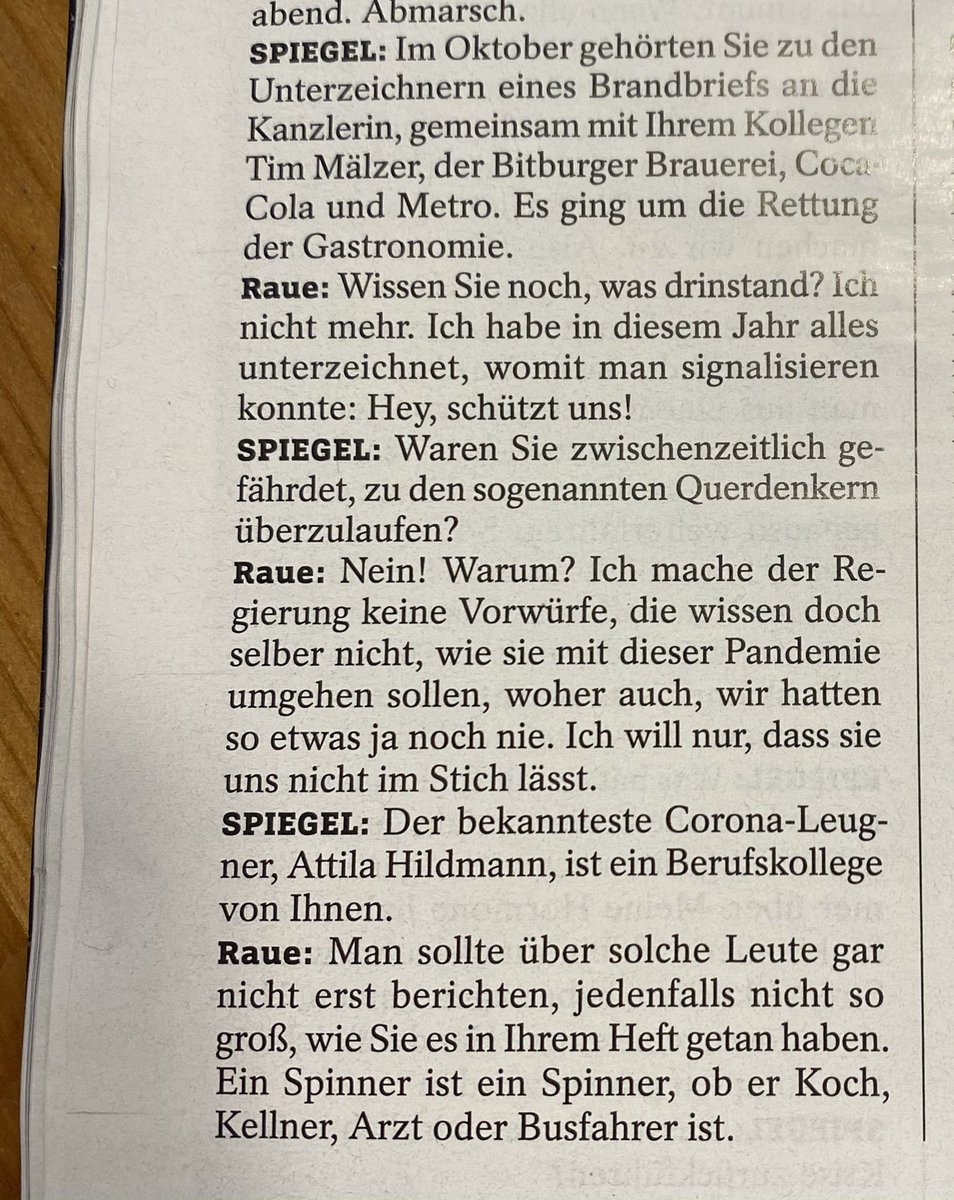 abend. Abmarsch.
SPIEGEL: Im Oktober gehörten Sie zu den
Unterzeichnern eines Brandbriefs an die
Kanzlerin, gemeinsam mit Ihrem Kollegen
Tim Mälzer, der Bitburger Brauerei, Coca-
Cola und Metro. Es ging um die Rettung
der Gastronomie.
Raue: Wissen Sie noch, was drinstand? Ich
nicht mehr. Ich habe in diesem Jahr alles
unterzeichnet, womit man signalisieren
konnte: Hey, schützt uns!
SPIEGEL: Waren Sie zwischenzeitlich ge-
fährdet, zu den sogenannten Querdenkern
überzulaufen?
Raue: Nein! Warum? Ich mache der Re-
gierung keine Vorwürfe, die wissen doch
selber nicht, wie sie mit dieser Pandemie
umgehen sollen, woher auch, wir hatten
so etwas ja noch nie. Ich will nur, dass sie
uns nicht im Stich lässt.
SPIEGEL: Der bekannteste Corona-Leug-
ner, Attila Hildmann, ist ein Berufskollege
von Ihnen.
Raue: Man sollte über solche Leute gar
nicht erst berichten, jedenfalls nicht so
groß, wie Sie es in Ihrem Heft getan haben.
Ein Spinner ist ein Spinner, ob er Koch,
Kellner, Arzt oder Busfahrer ist.